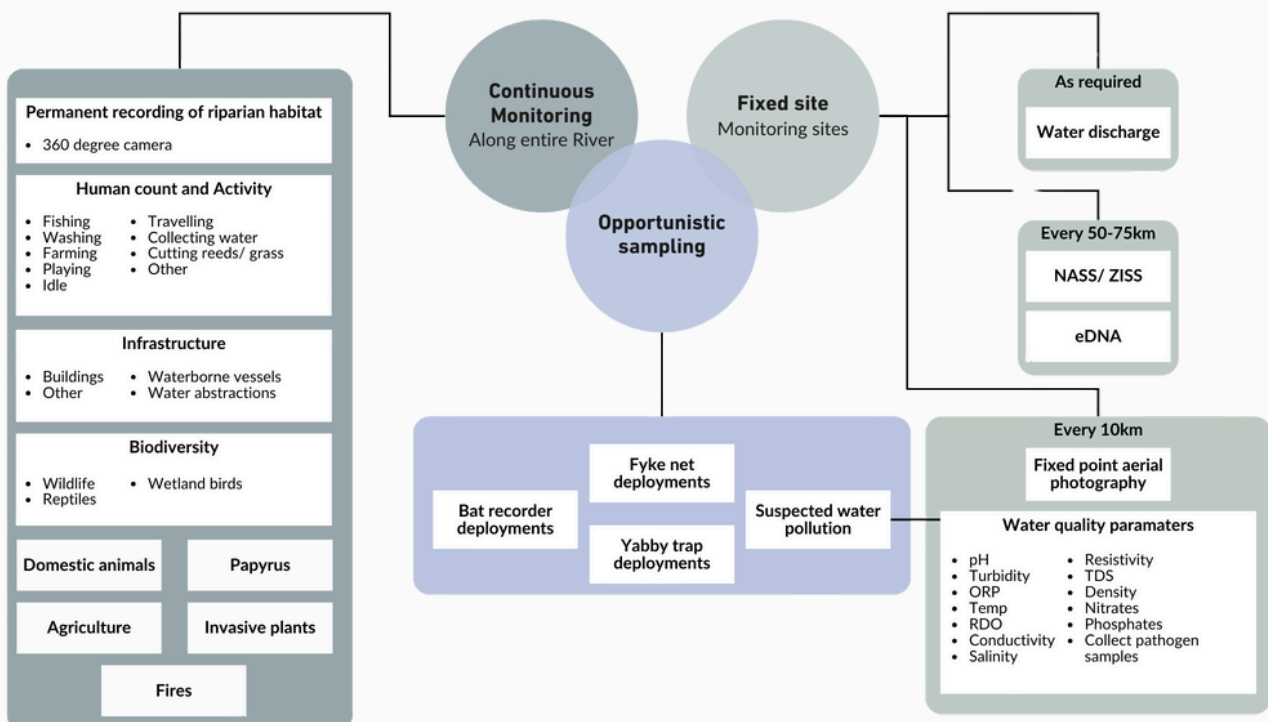 Continuous
Monitoring
Along entire River
Fixed site
Monitoring sites
Opportunistic
sampling
Permanent recording of riparian habitat
• 360 degree camera
Human count and Activity
• Fishing
• Washing
• Farming
• Playing
• Idle
• Travelling
• Collecting water
• Cutting reeds/ grass
• Other
Infrastructure
• Buildings
• Other
• Waterborne vessels
• Water abstractions
Biodiversity
• Wildlife
• Reptiles
• Wetland birds
Domestic animals
Papyrus
Agriculture
Invasive plants
Fires
Bat recorder
deployments
Fyke net
deployments
Yabby trap
deployments
Suspected water
pollution
As required
Water discharge
Every 50-75km
NASS/ ZISS
eDNA
Every 10km
Fixed point aerial
photography
Water quality paramaters
• pH
• Turbidity
• ORP
• Temp
• RDO
• Conductivity
• Salinity
• Resistivity
• TDS
• Density
• Nitrates
• Phosphates
• Collect pathogen
samples